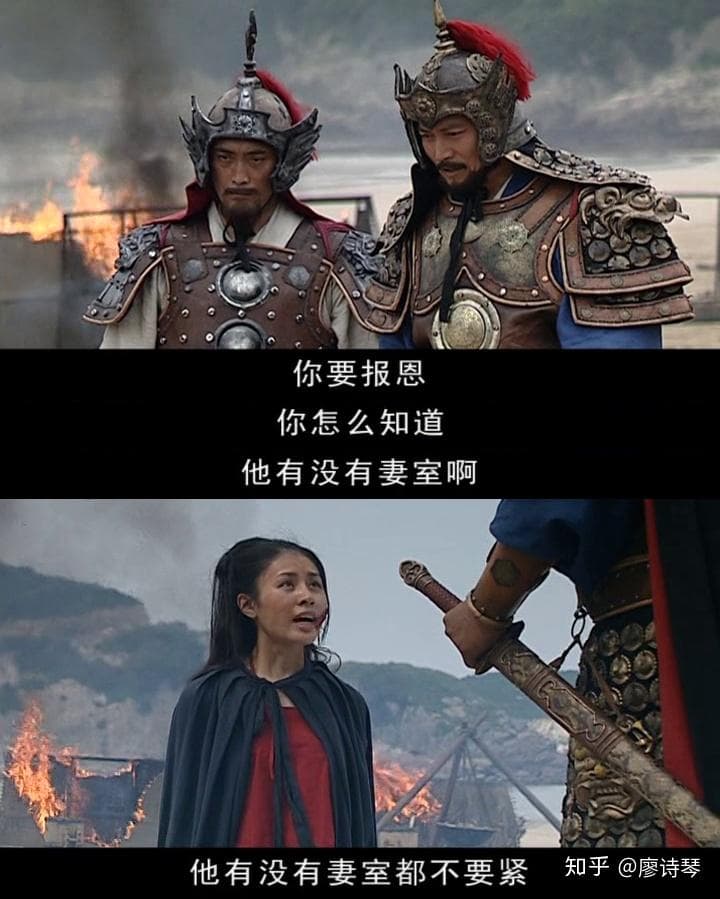 你要报恩
你怎么知道
他有没有妻室啊
他有没有妻室都不要紧
知乎 @廖诗琴